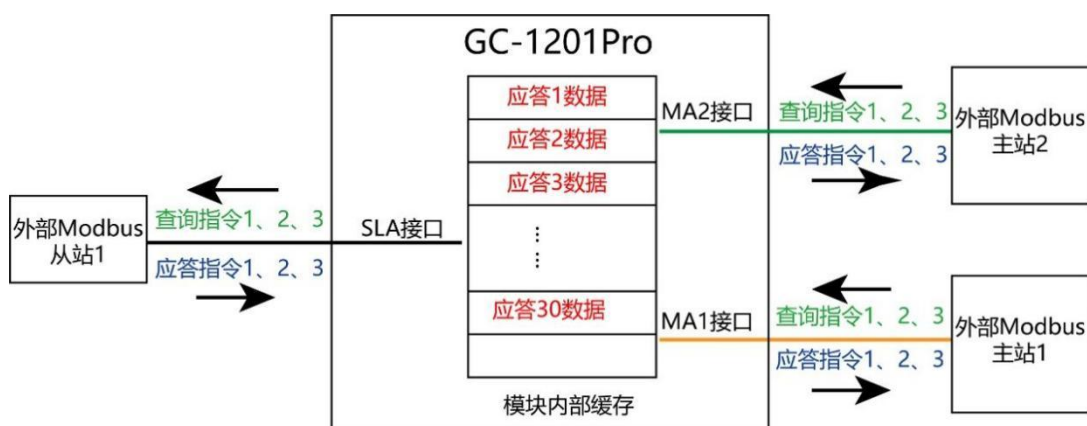 GC-1201Pro
应答1数据
应答2数据
应答3数据
⋮
⋮
应答30数据
模块内部缓存
外部Modbus
从站1
查询指令1、2、3
应答指令1、2、3
SLA接口
MA2接口
查询指令1、2、3
应答指令1、2、3
外部Modbus
主站2
MA1接口
查询指令1、2、3
应答指令1、2、3
外部Modbus
主站1